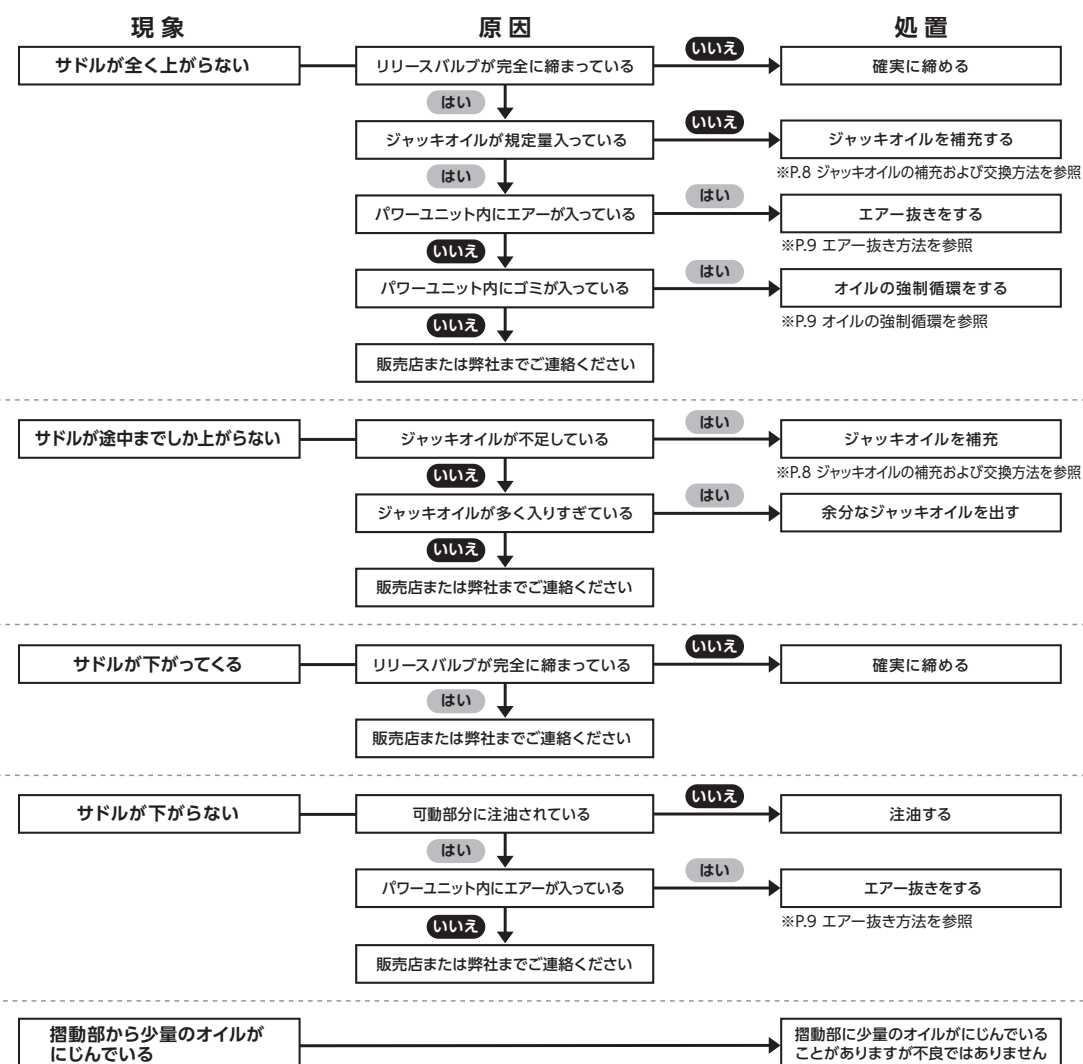 現象
原因
処置
サドルが全く上がらない
リリースバルブが完全に締まっている
いいえ
確実に締める
はい
ジャッキオイルが規定量入っている
いいえ
ジャッキオイルを補充する
※P.8 ジャッキオイルの補充および交換方法を参照
はい
パワーユニット内にエアーが入っている
はい
エアー抜きをする
※P.9 エアー抜き方法を参照
いいえ
パワーユニット内にゴミが入っている
はい
オイルの強制循環をする
※P.9 オイルの強制循環を参照
いいえ
販売店または弊社までご連絡ください
サドルが途中までしか上がらない
ジャッキオイルが不足している
はい
ジャッキオイルを補充
※P.8 ジャッキオイルの補充および交換方法を参照
いいえ
ジャッキオイルが多く入りすぎている
はい
余分なジャッキオイルを出す
いいえ
販売店または弊社までご連絡ください
サドルが下がってくる
リリースバルブが完全に締まっている
いいえ
確実に締める
はい
販売店または弊社までご連絡ください
サドルが下がらない
可動部分に注油されている
いいえ
注油する
はい
パワーユニット内にエアーが入っている
はい
エアー抜きをする
※P.9 エアー抜き方法を参照
いいえ
販売店または弊社までご連絡ください
摺動部から少量のオイルが
にじんでいる
摺動部に少量のオイルがにじんでいる
ことがありますが不良ではありません